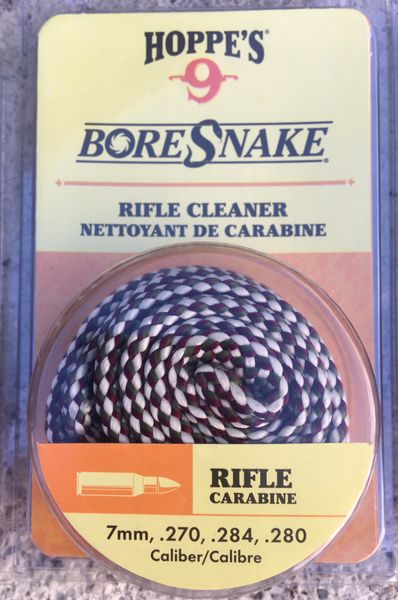 HOPPE'S
9
BORESNAKE®
RIFLE CLEANER
NETTOYANT DE CARABINE
RIFLE
CARABINE
7mm, .270, .284, .280
Caliber/Calibre